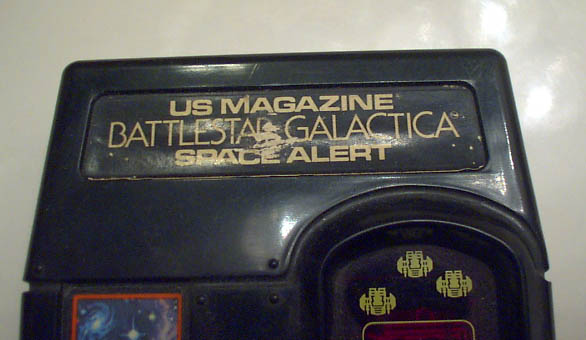 US MAGAZINE
BATTLESTAR GALACTICA
SPACE ALERT